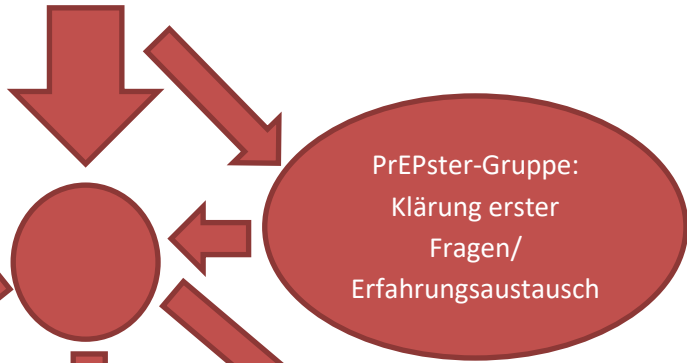 PrEPster-Gruppe:
Klärung erster
Fragen/
Erfahrungsaustausch